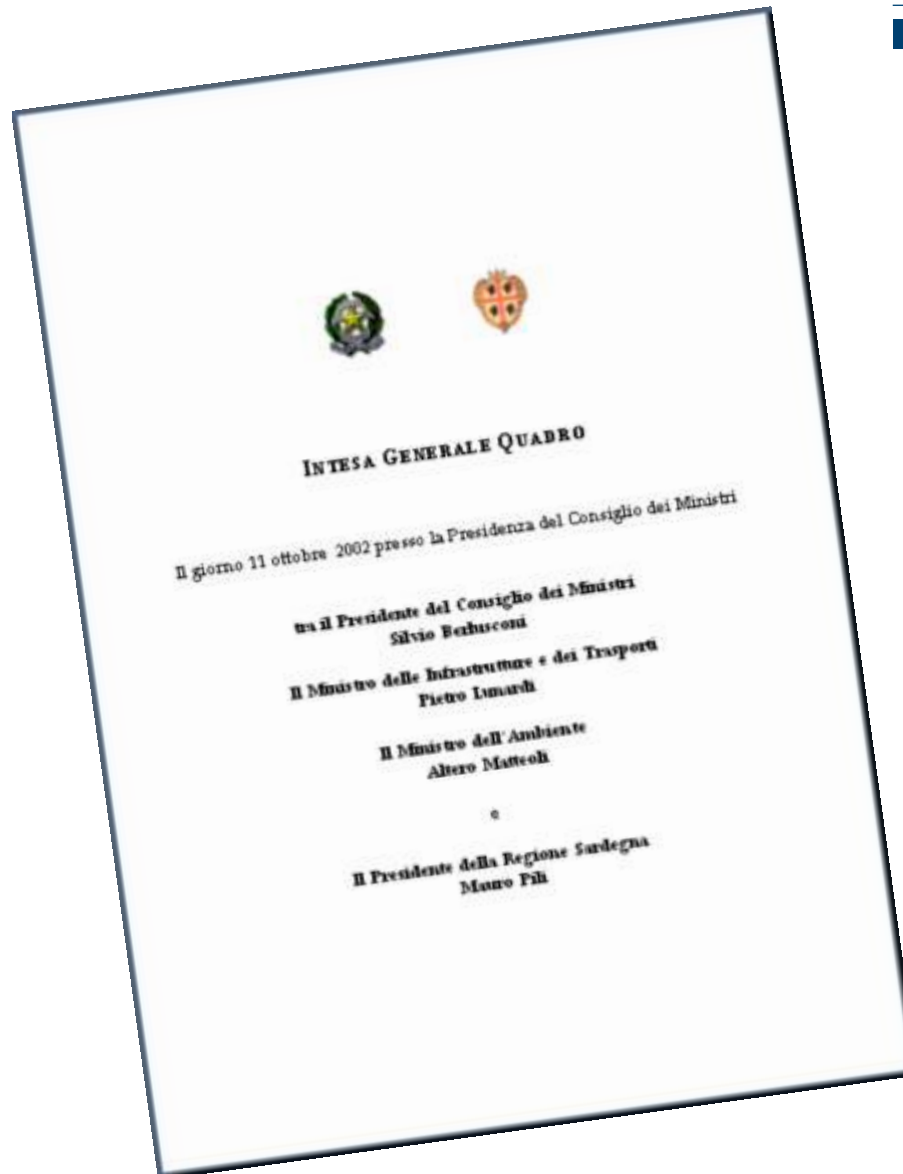 INTESA GENERALE QUADRO
Il giorno 11 ottobre 2002 presso la Presidenza del Consiglio dei Ministri
tra il Presidente del Consiglio dei Ministri
Silvio Berlusconi
Il Ministro delle Infrastrutture e dei Trasporti
Pietro Lunardi
Il Ministro dell'Ambiente
Altero Matteoli
e
Il Presidente della Regione Sardegna
Mauro Pili